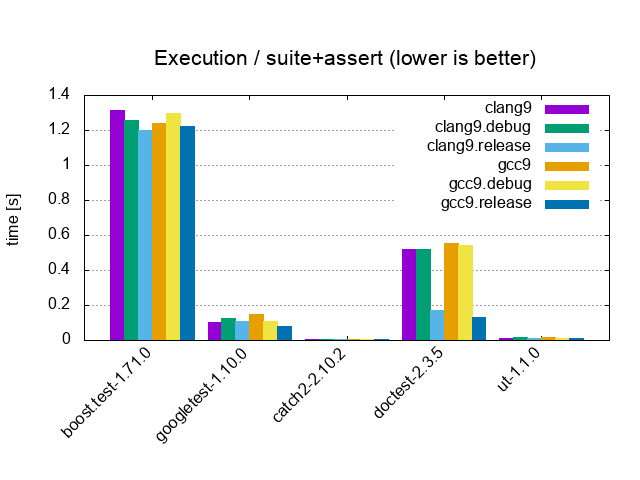 Execution / suite+assert (lower is better)
clang9
clang9.debug
clang9.release
gcc9
gcc9.debug
gcc9.release
time [s]
1.4
1.2
1
0.8
0.6
0.4
0.2
0
boost.test-1.71.0
googletest-1.10.0
catch2-2.10.2
doctest-2.3.5
ut-1.1.0